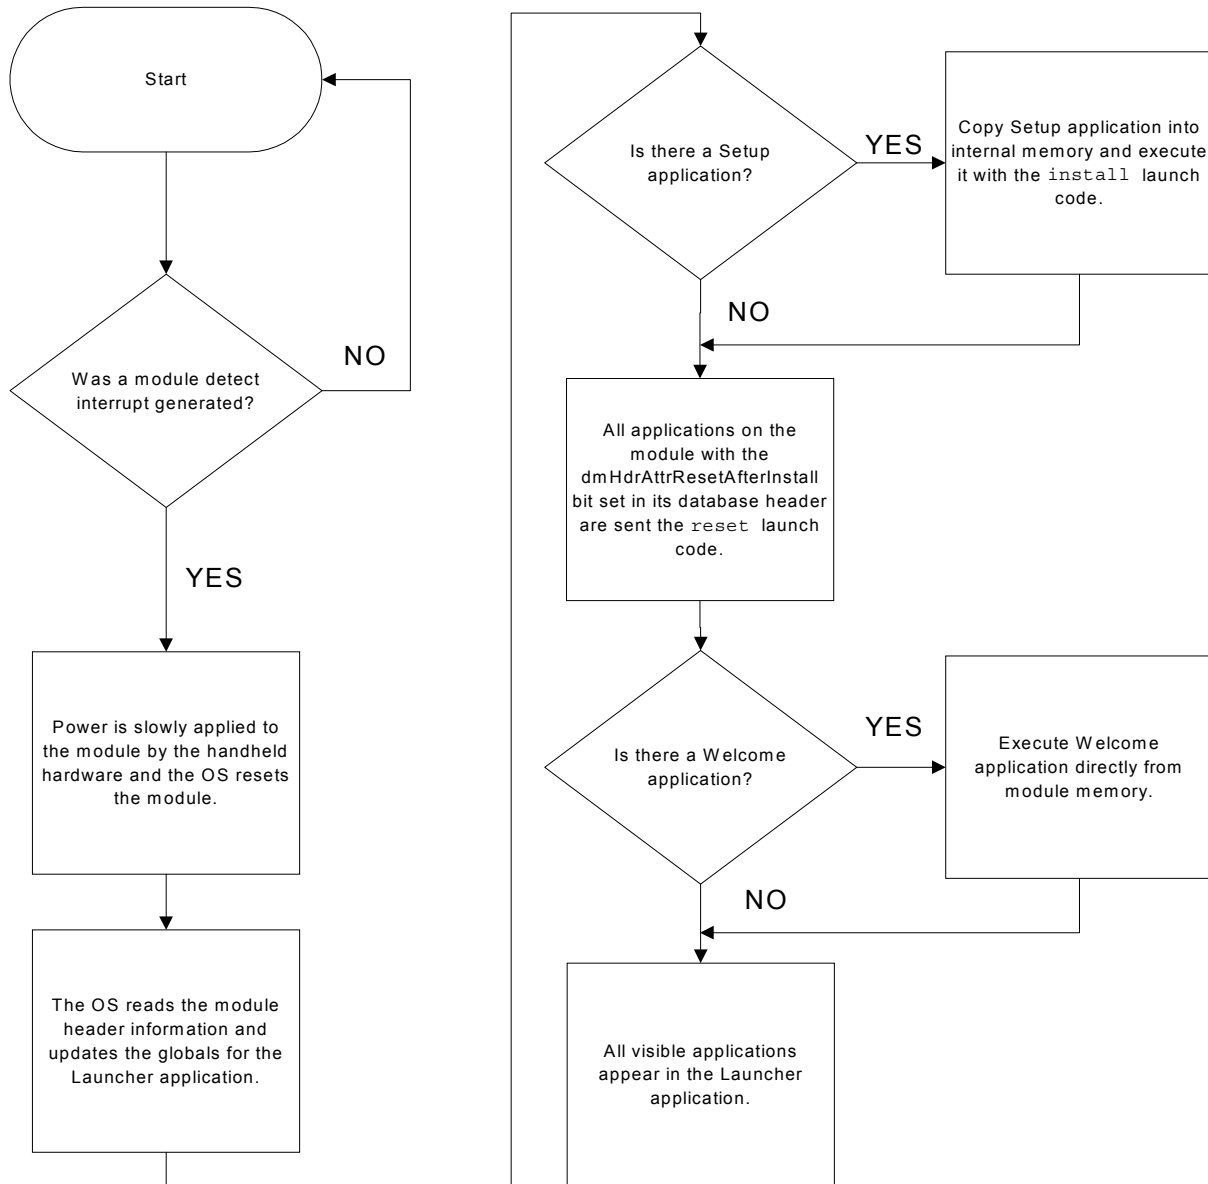 Start
Was a module detect
interrupt generated?
NO
YES
Power is slowly applied to
the module by the handheld
hardware and the OS resets
the module.
The OS reads the module
header information and
updates the globals for the
Launcher application.
Is there a Setup
application?
YES
Copy Setup application into
internal memory and execute
it with the install launch
code.
NO
All applications on the
module with the
dmHdrAttrResetAfterInstall
bit set in its database header
are sent the reset launch
code.
Is there a Welcome
application?
YES
Execute Welcome
application directly from
module memory.
NO
All visible applications
appear in the Launcher
application.